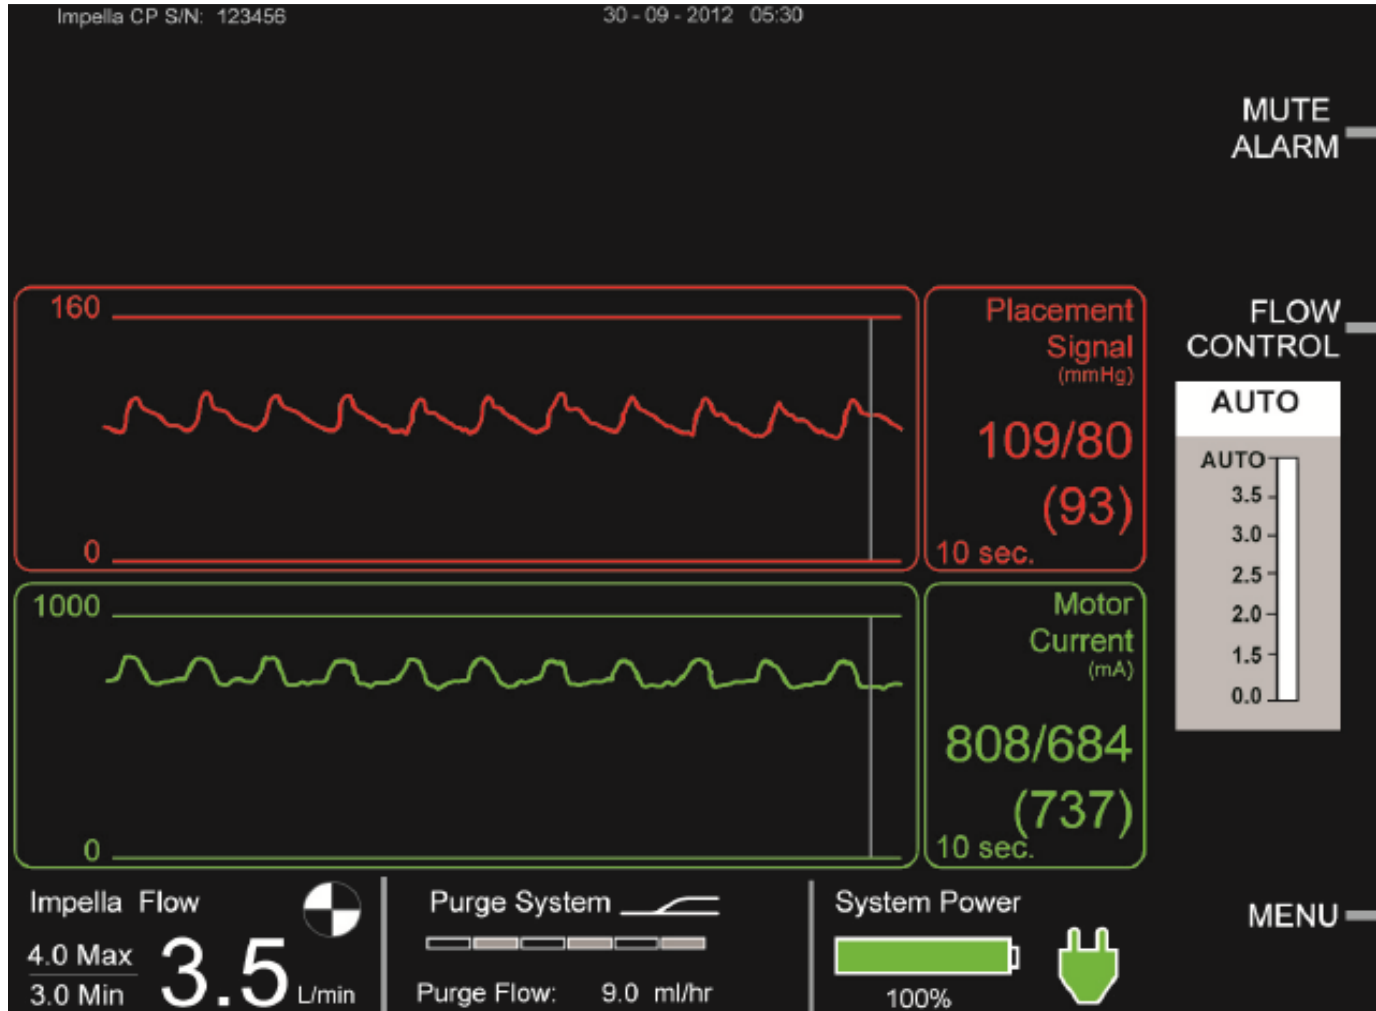 Impella CP S/N: 123456
30 - 09 - 2012 05:30
MUTE
ALARM
160
0
Placement
Signal
(mmHg)
109/80
(93)
10 sec.
FLOW
CONTROL
AUTO
AUTO
3.5
3.0
2.5
2.0
1.5
0.0
1000
0
Motor
Current
(mA)
808/684
(737)
10 sec.
Impella Flow
4.0 Max
3.0 Min
3.5 L/min
Purge System
Purge Flow: 9.0 ml/hr
System Power
100%
MENU